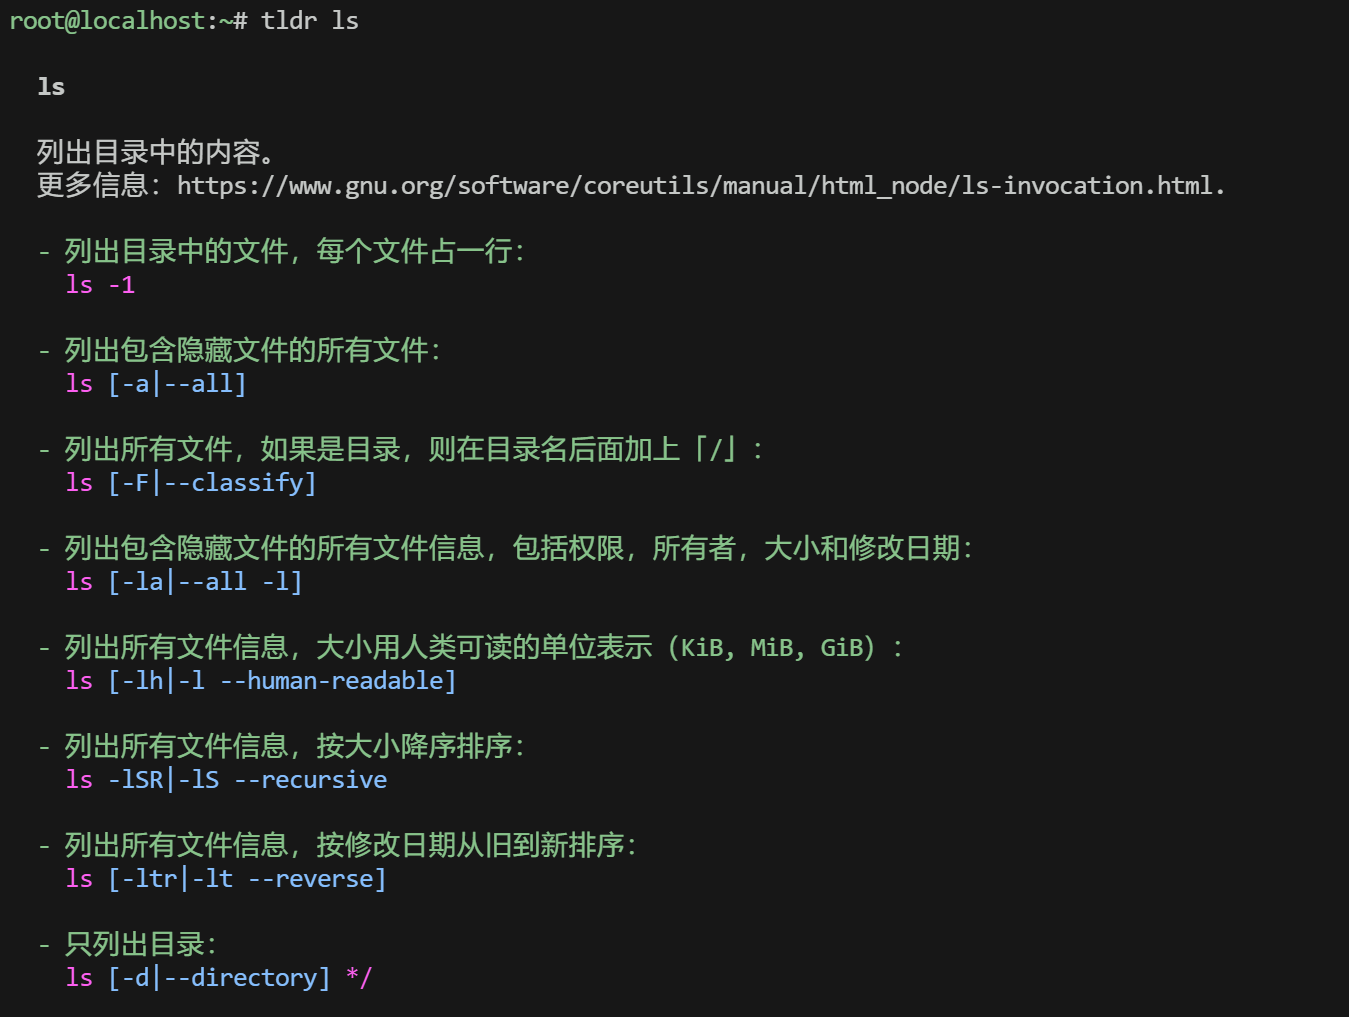 root@localhost:~# tldr ls
ls
列出目录中的内容。
更多信息：https://www.gnu.org/software/coreutils/manual/html_node/ls-invocation.html.
- 列出目录中的文件，每个文件占一行：
ls -1
- 列出包含隐藏文件的所有文件：
ls [-a|--all]
- 列出所有文件，如果是目录，则在目录名后面加上「/」：
ls [-F|--classify]
- 列出包含隐藏文件的所有文件信息，包括权限，所有者，大小和修改日期：
ls [-la|--all -l]
- 列出所有文件信息，大小用人类可读的单位表示（KiB, MiB, GiB）：
ls [-lh|-l --human-readable]
- 列出所有文件信息，按大小降序排序：
ls -lSR|-lS --recursive
- 列出所有文件信息，按修改日期从旧到新排序：
ls [-ltr|-lt --reverse]
- 只列出目录：
ls [-d|--directory] */